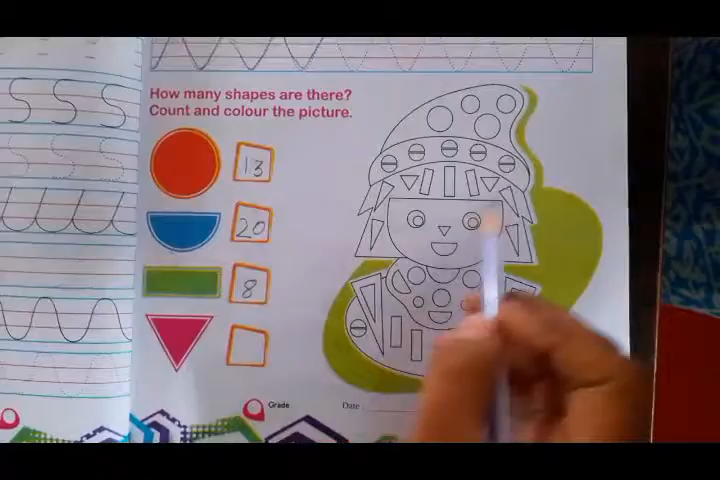 How many shapes are there?
Count and colour the picture.
13
20
8
Grade
Date